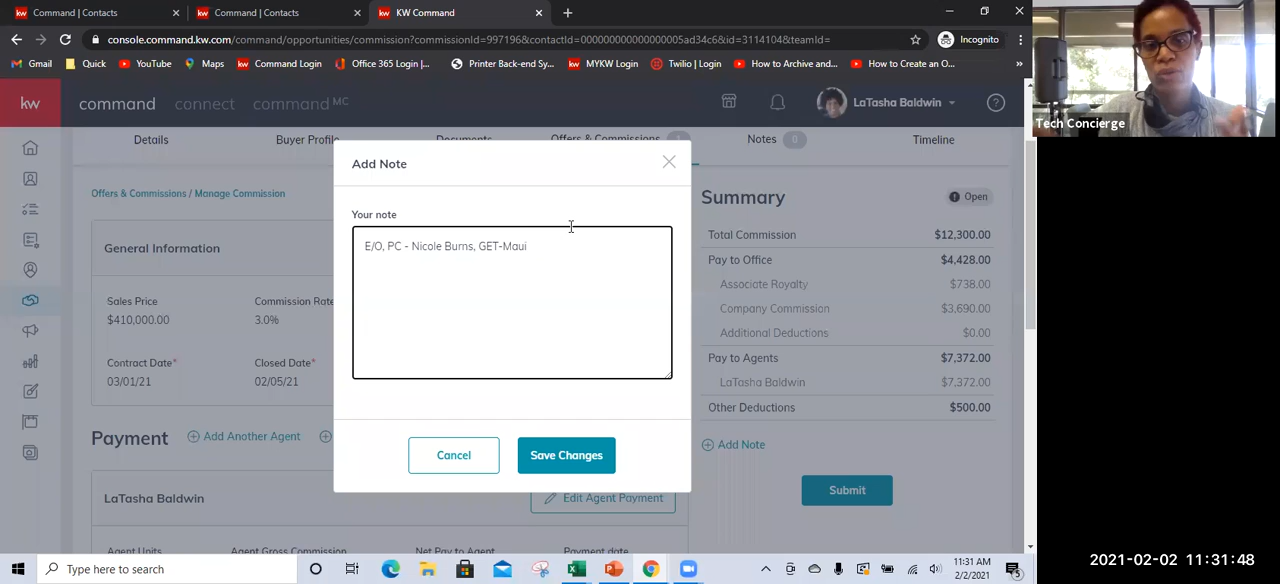 Command | Contacts
Command | Contacts
KW Command
console.command.kw.com/command/opportunities/commission?commissionId=997196&contactId=000000000000000005ad34c6&id=3114104&teamId=
Incognito
Gmail
Quick
YouTube
Maps
Command Login
Office 365 Login |...
Printer Back-end Sy...
MYKW Login
Twilio | Login
How to Archive and...
How to Create an O...
kw
command
connect
command MC
LaTasha Baldwin
Tech Concierge
Details
Buyer Profile
Documents
Offers & Commissions 1
Notes 0
Timeline
Offers & Commissions / Manage Commission
General Information
Sales Price
$410,000.00
Commission Rate
3.0%
Contract Date*
03/01/21
Closed Date*
02/05/21
Payment
Add Another Agent
LaTasha Baldwin
Edit Agent Payment
Agent Units
Agent Gross Commission
Net Pay to Agent
Payment date
Add Note
Your note
E/O, PC - Nicole Burns, GET-Maui
Cancel
Save Changes
Summary
Open
Total Commission $12,300.00
Pay to Office $4,428.00
Associate Royalty $738.00
Company Commission $3,690.00
Additional Deductions $0.00
Pay to Agents $7,372.00
LaTasha Baldwin $7,372.00
Other Deductions $500.00
Add Note
Submit
Type here to search
11:31 AM
2/2/2021
5
2021-02-02 11:31:48